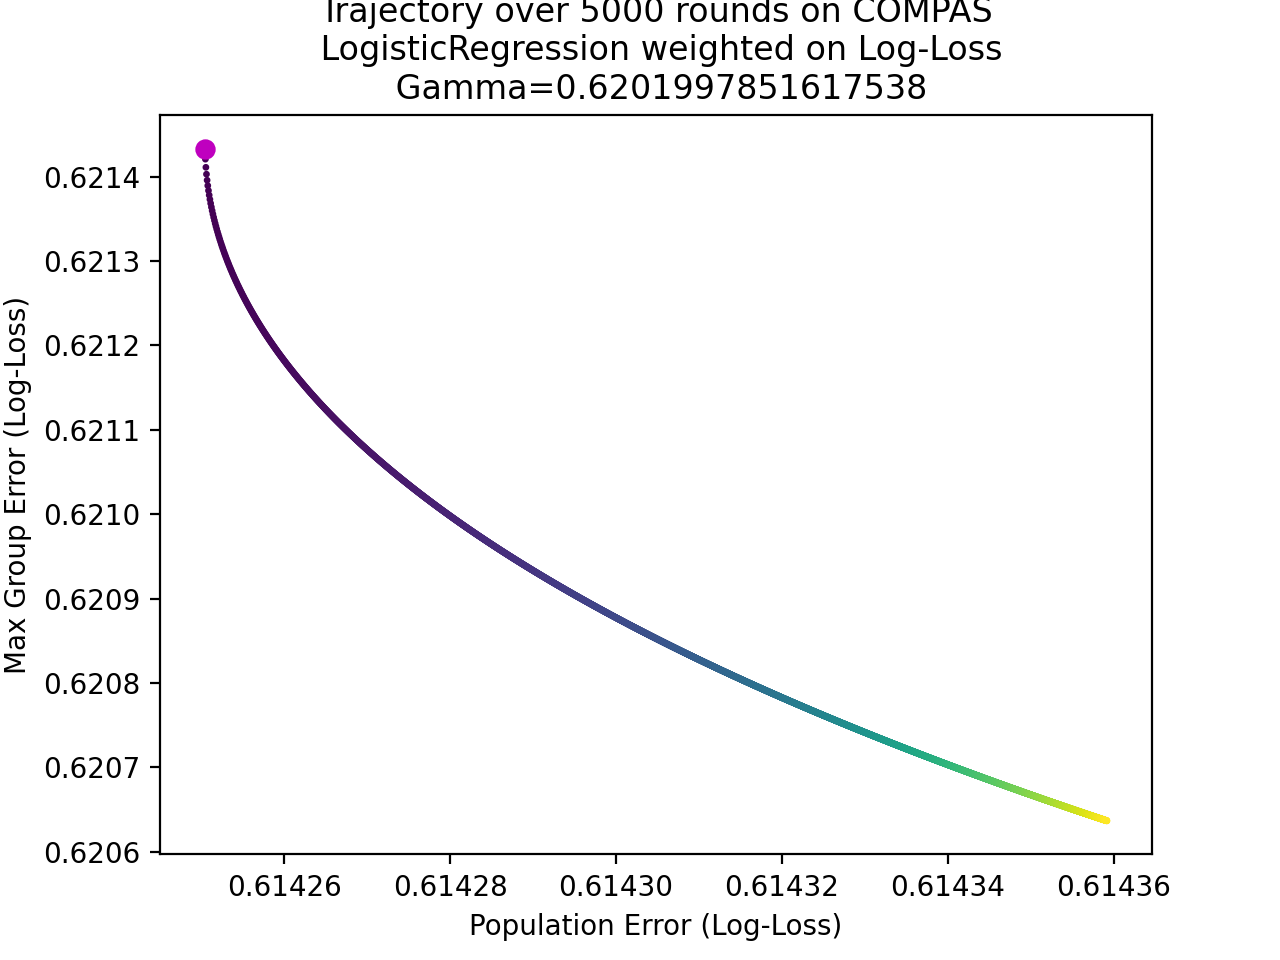 Trajectory over 5000 rounds on COMPAS
LogisticRegression weighted on Log-Loss
Gamma=0.6201997851617538
Max Group Error (Log-Loss)
0.6214
0.6213
0.6212
0.6211
0.6210
0.6209
0.6208
0.6207
0.6206
0.61426 0.61428 0.61430 0.61432 0.61434 0.61436
Population Error (Log-Loss)